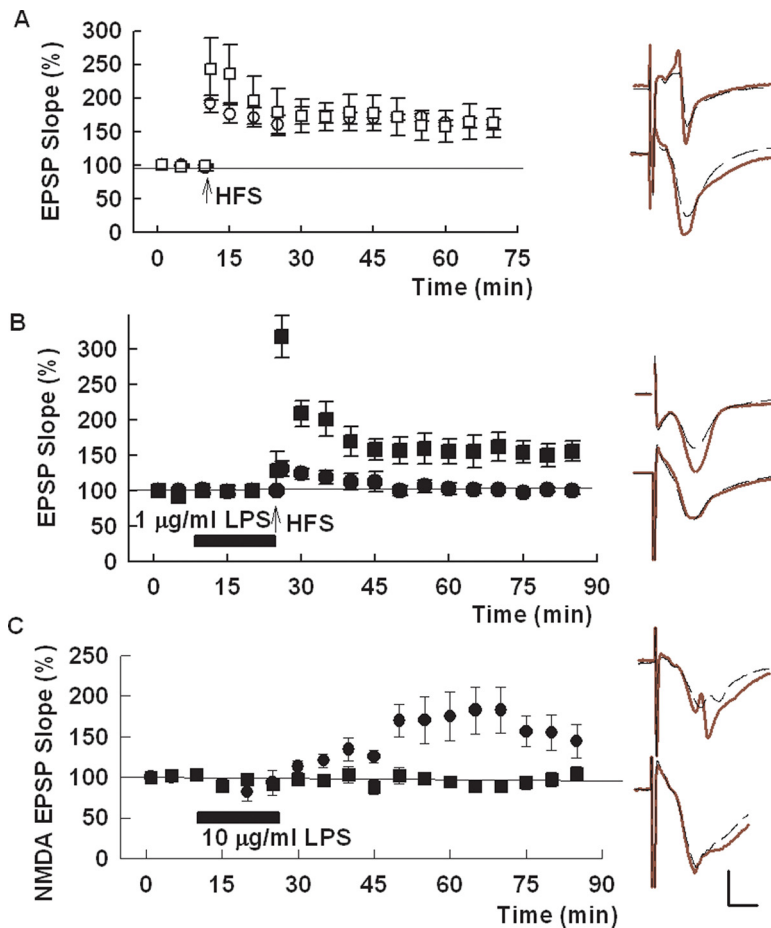 A
EPSP Slope (%)
300
250
200
150
100
50
0
HFS
0 15 30 45 60 75
Time (min)
B
EPSP Slope (%)
300
250
200
150
100
50
0
1 µg/ml LPS
HFS
0 15 30 45 60 75 90
Time (min)
C
NMDA EPSP Slope (%)
250
200
150
100
50
0
10 µg/ml LPS
0 15 30 45 60 75 90
Time (min)